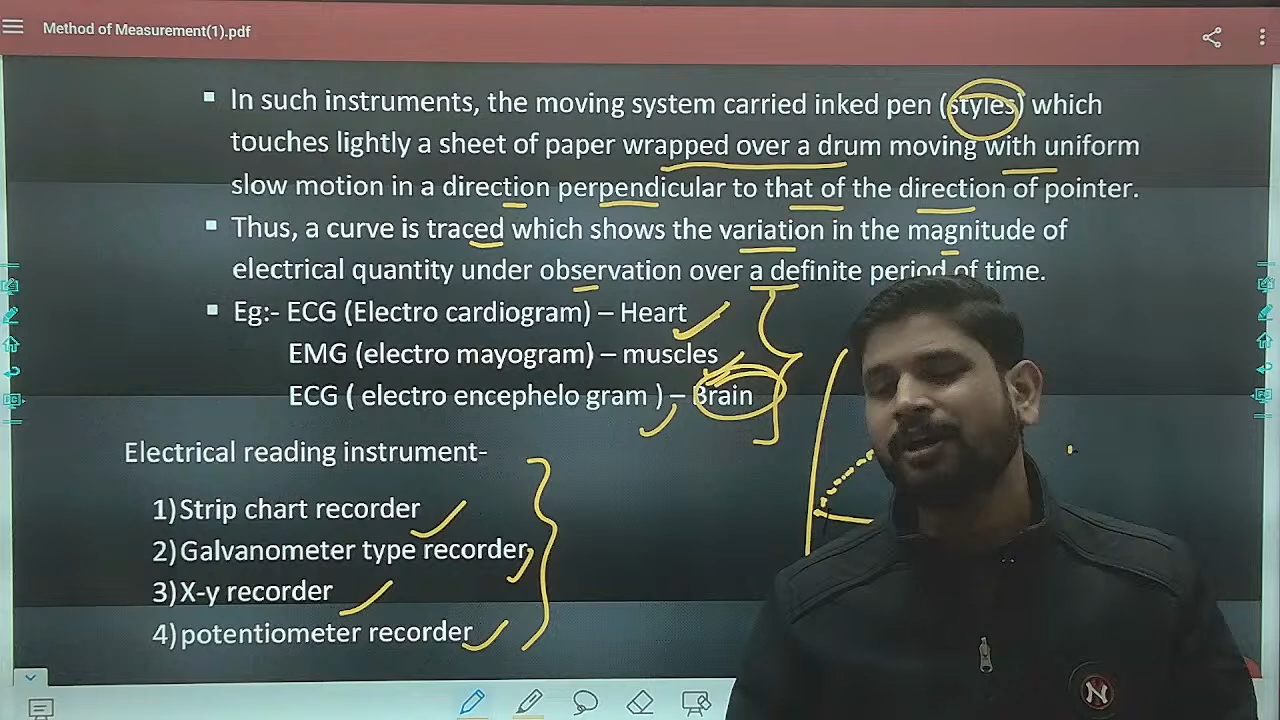 Method of Measurement(1).pdf
▪ In such instruments, the moving system carried inked pen (styles) which
touches lightly a sheet of paper wrapped over a drum moving with uniform
slow motion in a direction perpendicular to that of the direction of pointer.
▪ Thus, a curve is traced which shows the variation in the magnitude of
electrical quantity under observation over a definite period of time.
▪ Eg:- ECG (Electro cardiogram) – Heart
EMG (electro mayogram) – muscles
ECG ( electro encephelo gram ) – Brain
Electrical reading instrument-
1)Strip chart recorder
2)Galvanometer type recorder
3)X-y recorder
4)potentiometer recorder
N